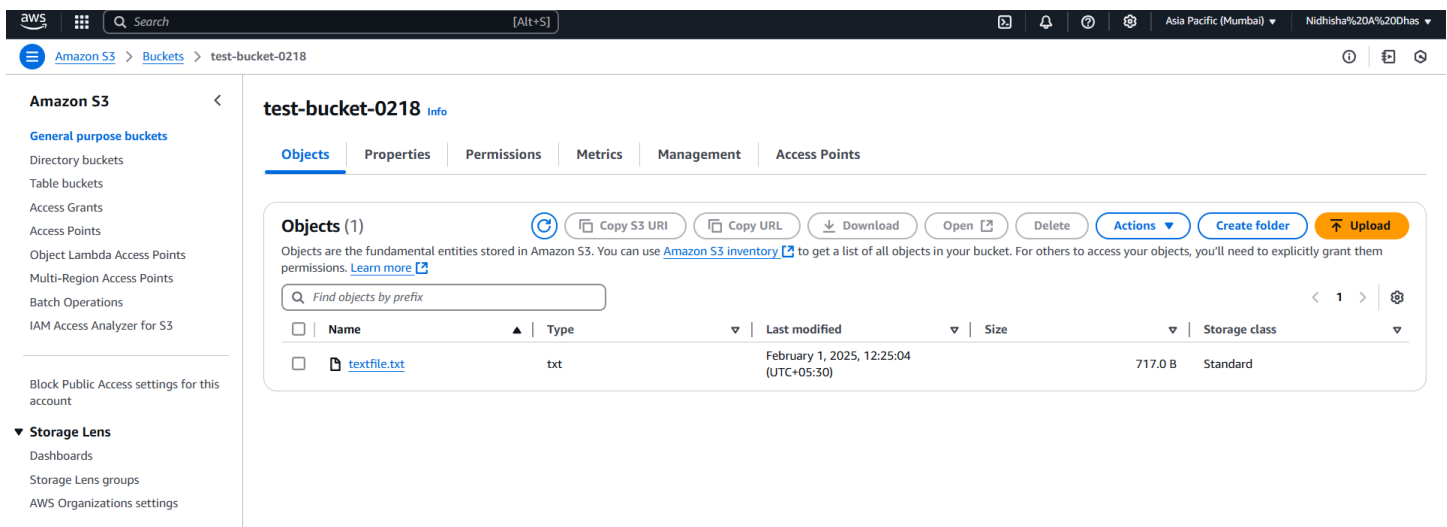 aws Search [Alt+S] Asia Pacific (Mumbai) Nidhisha%20A%20Dhas
Amazon S3 > Buckets > test-bucket-0218
Amazon S3
General purpose buckets
Directory buckets
Table buckets
Access Grants
Access Points
Object Lambda Access Points
Multi-Region Access Points
Batch Operations
IAM Access Analyzer for S3
Block Public Access settings for this
account
Storage Lens
Dashboards
Storage Lens groups
AWS Organizations settings
test-bucket-0218 Info
Objects Properties Permissions Metrics Management Access Points
Objects (1) Copy S3 URI Copy URL Download Open Delete Actions Create folder Upload
Objects are the fundamental entities stored in Amazon S3. You can use Amazon S3 inventory to get a list of all objects in your bucket. For others to access your objects, you'll need to explicitly grant them
permissions. Learn more
Find objects by prefix 1
Name Type Last modified Size Storage class
textfile.txt txt February 1, 2025, 12:25:04 717.0 B Standard
(UTC+05:30)